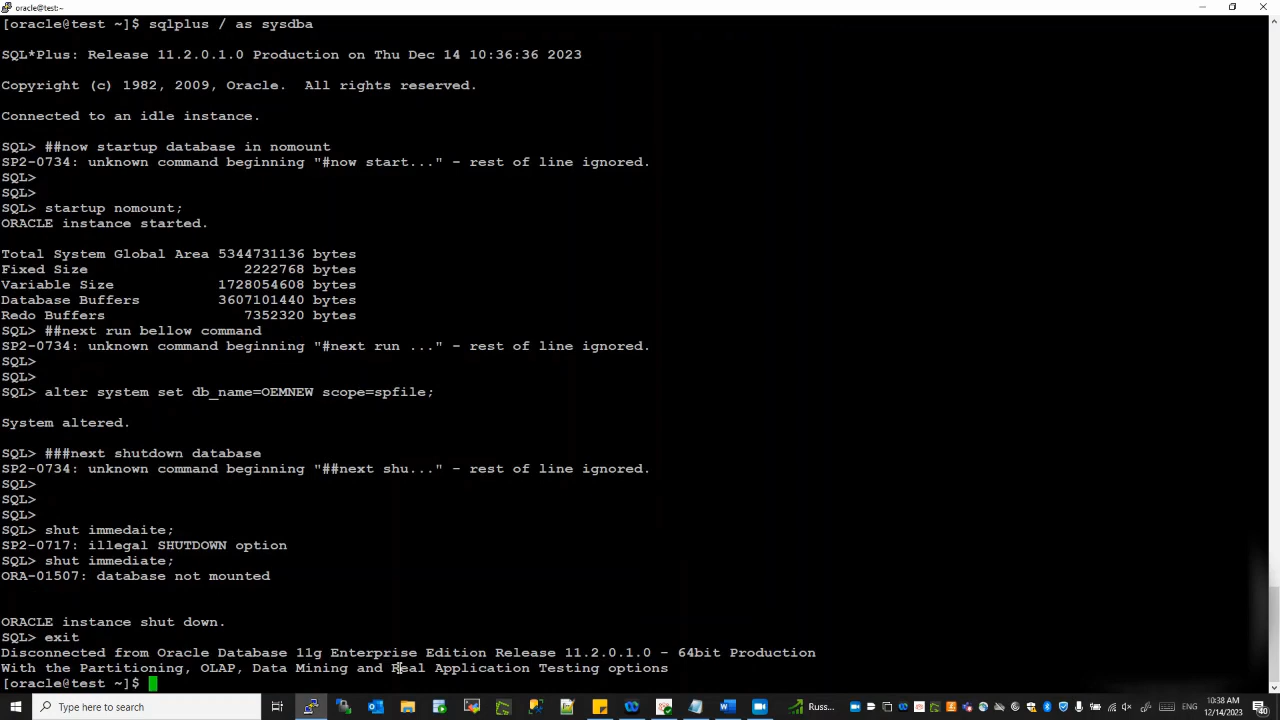 oracle@test:~
[oracle@test ~]$ sqlplus / as sysdba
SQL*Plus: Release 11.2.0.1.0 Production on Thu Dec 14 10:36:36 2023
Copyright (c) 1982, 2009, Oracle.  All rights reserved.
Connected to an idle instance.
SQL> ##now startup database in nomount
SP2-0734: unknown command beginning "#now start..." - rest of line ignored.
SQL>
SQL>
SQL> startup nomount;
ORACLE instance started.
Total System Global Area 5344731136 bytes
Fixed Size                  2222768 bytes
Variable Size            1728054608 bytes
Database Buffers         3607101440 bytes
Redo Buffers                7352320 bytes
SQL> ##next run bellow command
SP2-0734: unknown command beginning "#next run ..." - rest of line ignored.
SQL>
SQL>
SQL> alter system set db_name=OEMNEW scope=spfile;
System altered.
SQL> ###next shutdown database
SP2-0734: unknown command beginning "##next shu..." - rest of line ignored.
SQL>
SQL>
SQL>
SQL> shut immedaite;
SP2-0717: illegal SHUTDOWN option
SQL> shut immediate;
ORA-01507: database not mounted
ORACLE instance shut down.
SQL> exit
Disconnected from Oracle Database 11g Enterprise Edition Release 11.2.0.1.0 - 64bit Production
With the Partitioning, OLAP, Data Mining and Real Application Testing options
[oracle@test ~]$
Type here to search
Russ...
ENG
10:38 AM
12/14/2023
40